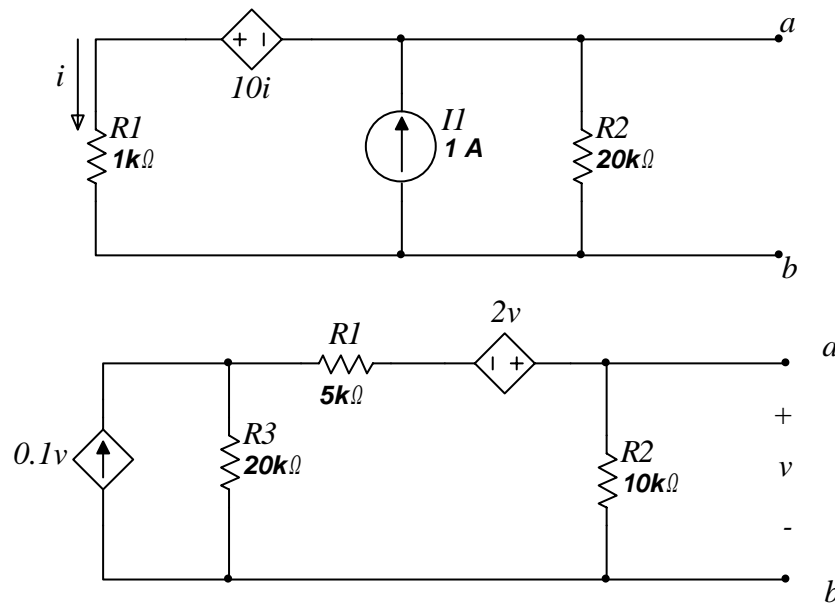 a
i
+ -
10i
R1
1kΩ
I1
1 A
R2
20kΩ
b
2v
R1
5kΩ
- +
a
+
0.1v
R3
20kΩ
R2
10kΩ
v
-
b